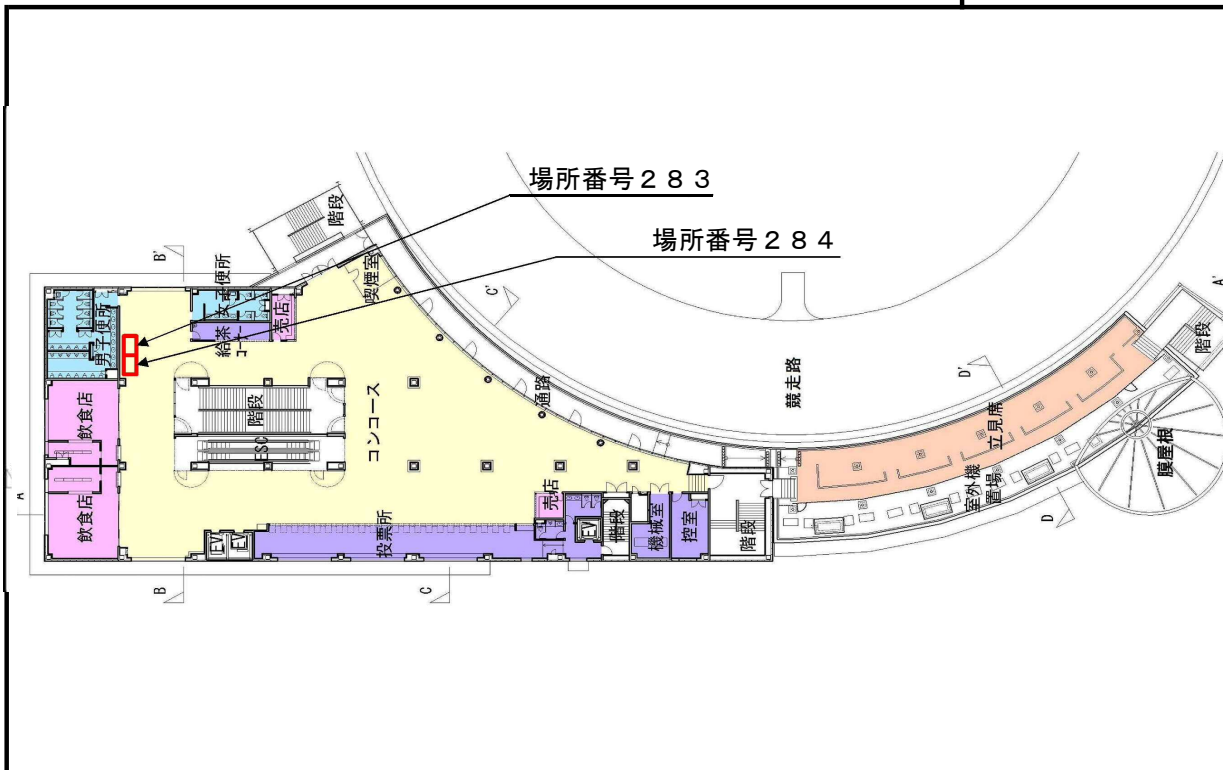 場所番号２８３
場所番号２８４
階段
B'
女子便所
喫煙室
C'
A'
男子便所
給茶
コーナー
売店
階段
D'
競走路
通路
飲食店
階段
コンコース
立見席
ESC
膜屋根
A
飲食店
売店
室外機
置場
D
EV
EV
投票所
EV
階段
機械室
控室
階段
B
C